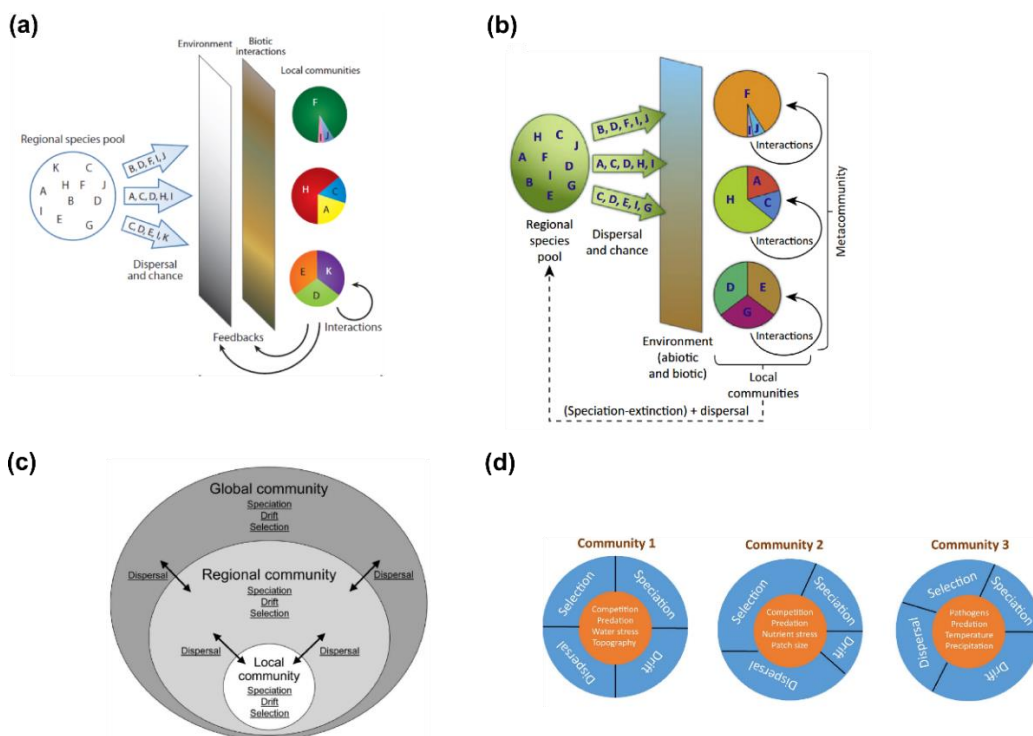 (a)
Environment
Biotic
interactions
Local communities
Regional species pool
K C
A H F J
B D
I E
G
B, D, F, I, J
A, C, D, H, I
C, D, E, I, K
Dispersal
and chance
F
I J
H C
A
E K
D
Interactions
Feedbacks
(b)
H C
J
A F
D
I
B G
E
Regional
species
pool
B, D, F, I, J
A, C, D, H, I
C, D, E, I, G
Dispersal
and chance
F
I J
Interactions
A
H C
Interactions
D E
G
Interactions
Metacommunity
Environment
(abiotic
and biotic)
Local
communities
(Speciation-extinction) + dispersal
(c)
Global community
Speciation
Drift
Selection
Dispersal
Dispersal
Regional community
Speciation
Drift
Selection
Dispersal
Dispersal
Local
community
Speciation
Drift
Selection
(d)
Community 1
Selection
Speciation
Competition
Predation
Water stress
Topography
Dispersal
Drift
Community 2
Selection
Speciation
Competition
Predation
Nutrient stress
Patch size
Drift
Dispersal
Community 3
Selection
Speciation
Pathogens
Predation
Temperature
Precipitation
Dispersal
Drift